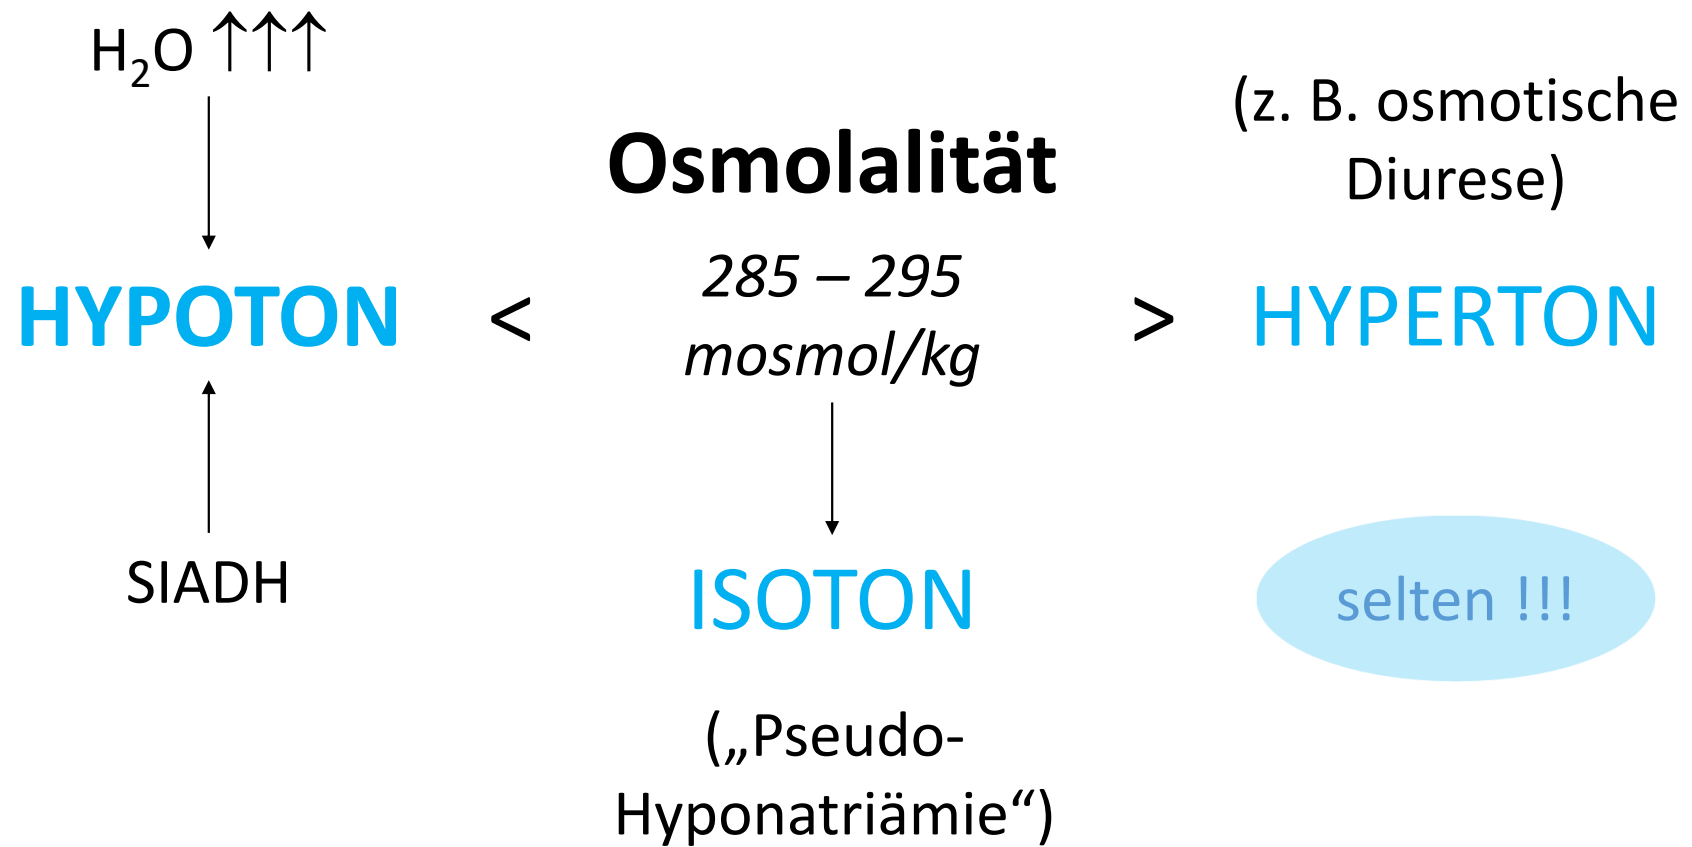 H₂O ↑↑↑
(z. B. osmotische
Diurese)
Osmolalität
HYPOTON < 285 – 295 > HYPERTON
mosmol/kg
SIADH
ISOTON
selten !!!
(„Pseudo-
Hyponatriämie“)